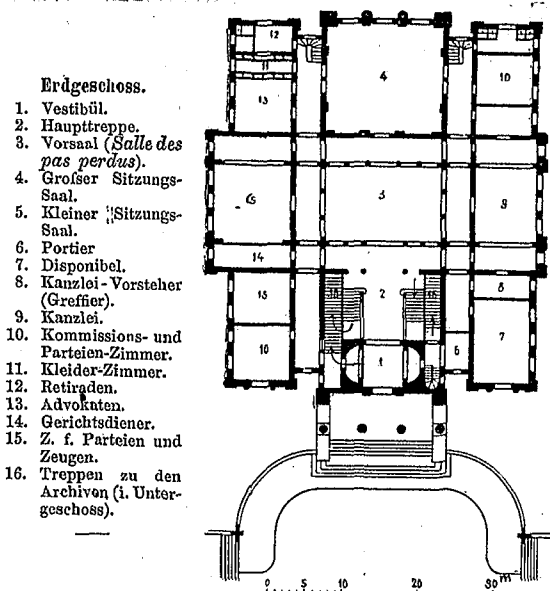 Erdgeschoss.
1. Vestibül.
2. Haupttreppe.
3. Vorsaal (Salle des
pas perdus).
4. Großer Sitzungs-
Saal.
5. Kleiner Sitzungs-
Saal.
6. Portier
7. Disponibel.
8. Kanzlei-Vorsteher
(Greffier).
9. Kanzlei.
10. Kommissions- und
Parteien-Zimmer.
11. Kleider-Zimmer.
12. Retiraden.
13. Advokaten.
14. Gerichtsdiener.
15. Z. f. Parteien und
Zeugen.
16. Treppen zu den
Archiven (i. Unter-
geschoss).
12
11
13
4
10
3
9
14
15
10
16
2
16
8
7
1
6
0 5 10 20 30 m